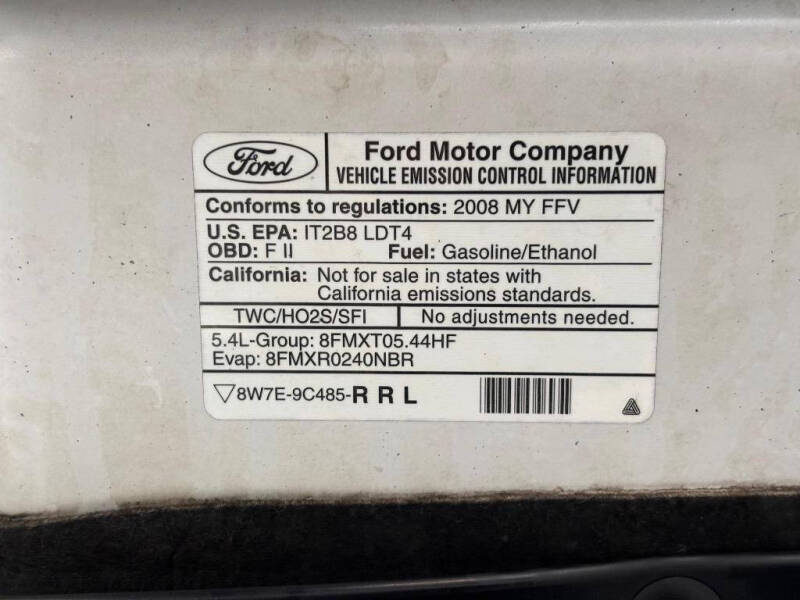 Ford
Ford Motor Company
VEHICLE EMISSION CONTROL INFORMATION
Conforms to regulations: 2008 MY FFV
U.S. EPA: IT2B8 LDT4
OBD: F II Fuel: Gasoline/Ethanol
California: Not for sale in states with
California emissions standards.
TWC/HO2S/SFI No adjustments needed.
5.4L-Group: 8FMXT05.44HF
Evap: 8FMXR0240NBR
▽8W7E-9C485-R R L